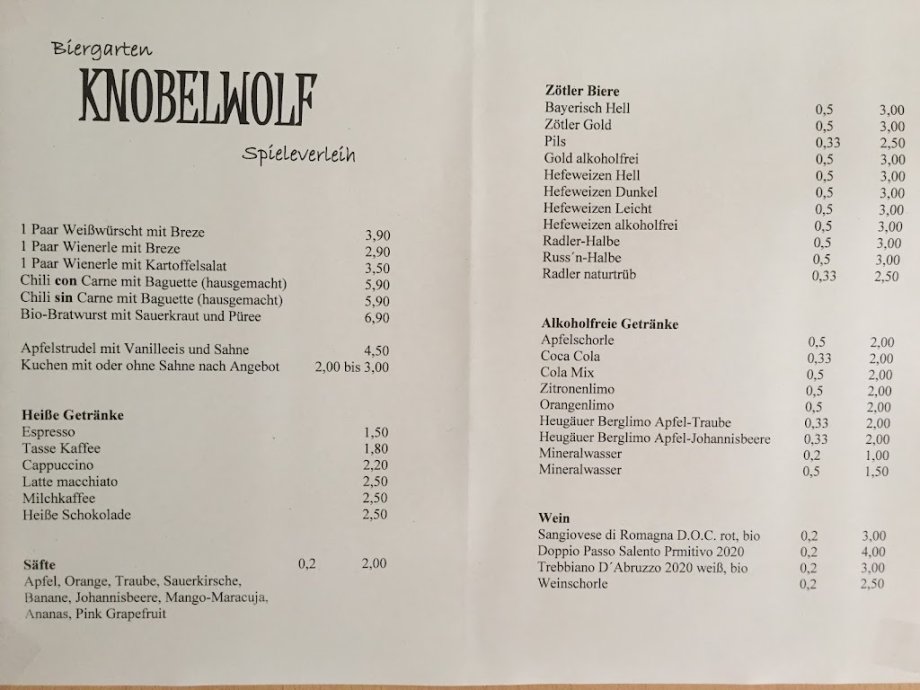 Biergarten
KNOBELWOLF
Spieleverleih
1 Paar Weißwürscht mit Breze 3,90
1 Paar Wienerle mit Breze 2,90
1 Paar Wienerle mit Kartoffelsalat 3,50
Chili con Carne mit Baguette (hausgemacht) 5,90
Chili sin Carne mit Baguette (hausgemacht) 5,90
Bio-Bratwurst mit Sauerkraut und Püree 6,90
Apfelstrudel mit Vanilleeis und Sahne 4,50
Kuchen mit oder ohne Sahne nach Angebot 2,00 bis 3,00
Heiße Getränke
Espresso 1,50
Tasse Kaffee 1,80
Cappuccino 2,20
Latte macchiato 2,50
Milchkaffee 2,50
Heiße Schokolade 2,50
Säfte 0,2 2,00
Apfel, Orange, Traube, Sauerkirsche,
Banane, Johannisbeere, Mango-Maracuja,
Ananas, Pink Grapefruit
Zötler Biere
Bayerisch Hell 0,5 3,00
Zötler Gold 0,5 3,00
Pils 0,33 2,50
Gold alkoholfrei 0,5 3,00
Hefeweizen Hell 0,5 3,00
Hefeweizen Dunkel 0,5 3,00
Hefeweizen Leicht 0,5 3,00
Hefeweizen alkoholfrei 0,5 3,00
Radler-Halbe 0,5 3,00
Russ´n-Halbe 0,5 3,00
Radler naturtrüb 0,33 2,50
Alkoholfreie Getränke
Apfelschorle 0,5 2,00
Coca Cola 0,33 2,00
Cola Mix 0,5 2,00
Zitronenlimo 0,5 2,00
Orangenlimo 0,5 2,00
Heugäuer Berglimo Apfel-Traube 0,33 2,00
Heugäuer Berglimo Apfel-Johannisbeere 0,33 2,00
Mineralwasser 0,2 1,00
Mineralwasser 0,5 1,50
Wein
Sangiovese di Romagna D.O.C. rot, bio 0,2 3,00
Doppio Passo Salento Prmitivo 2020 0,2 4,00
Trebbiano D´Abruzzo 2020 weiß, bio 0,2 3,00
Weinschorle 0,2 2,50